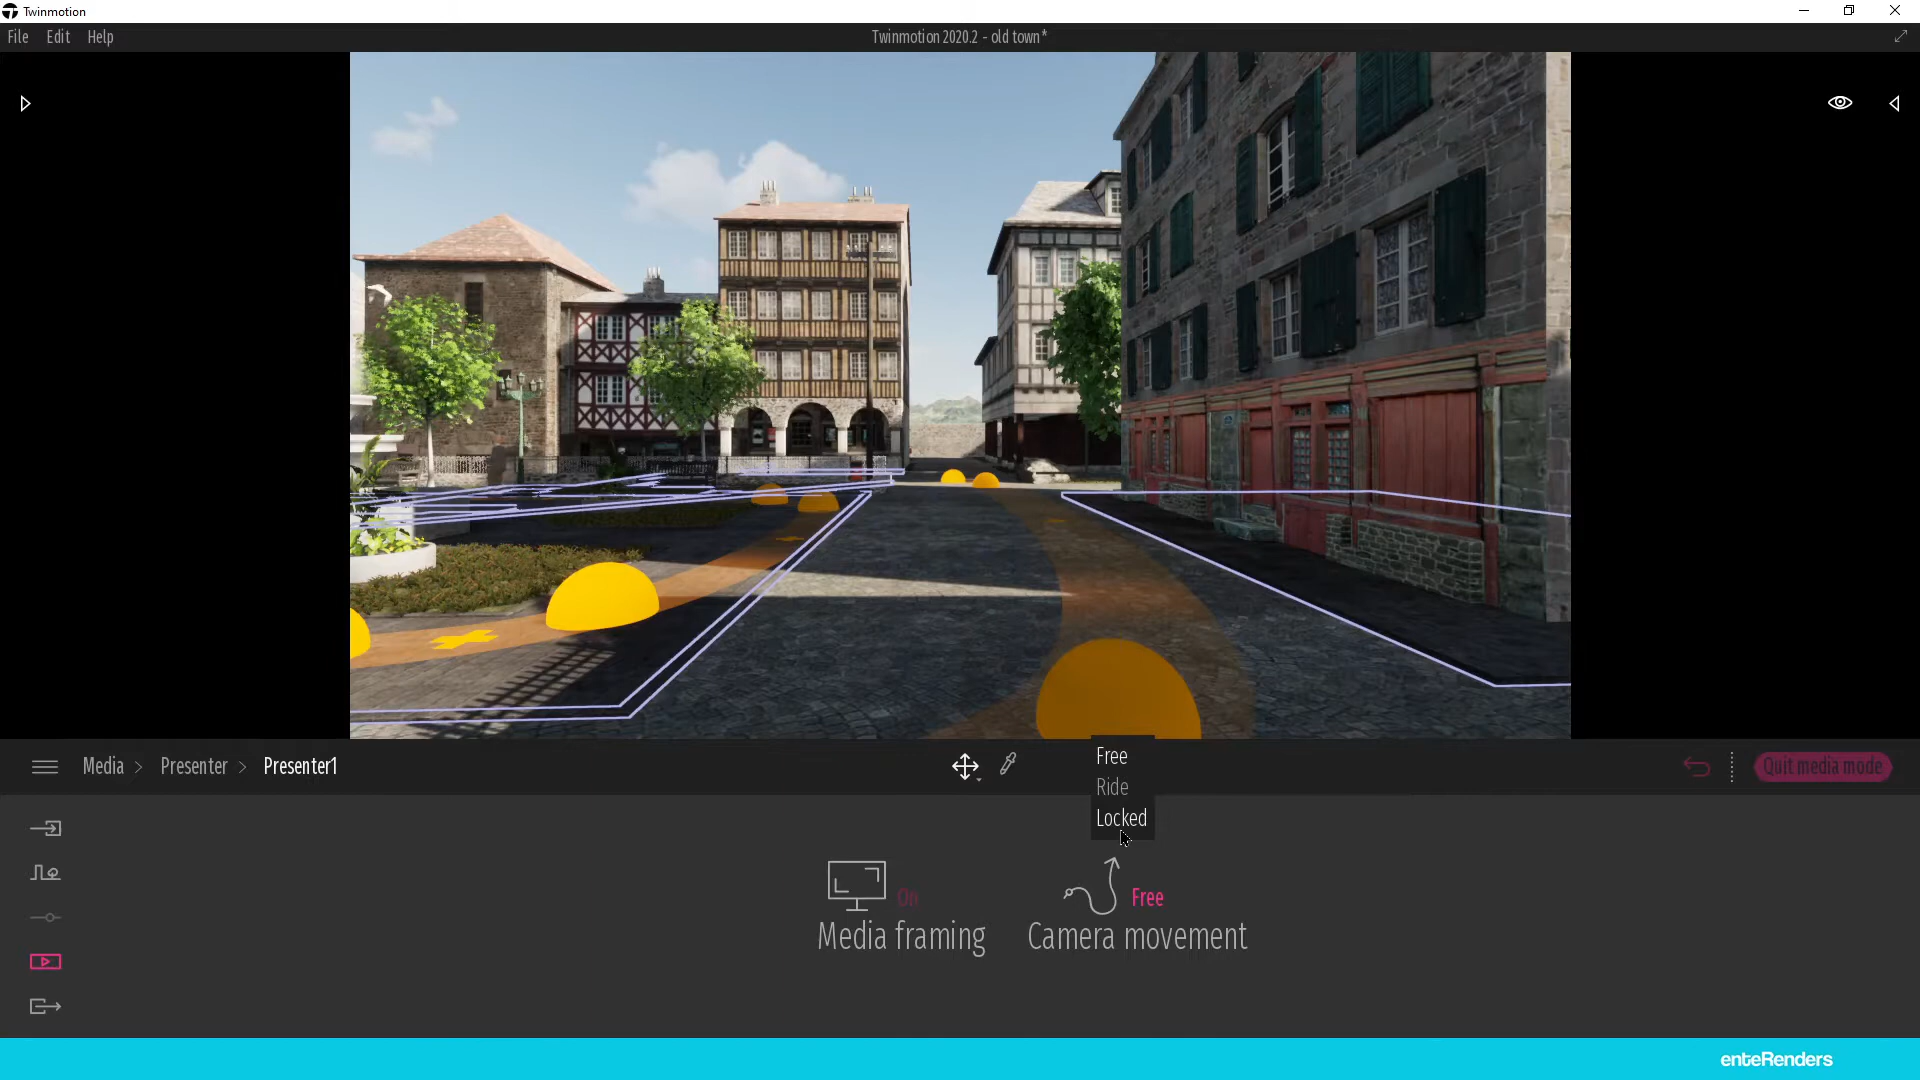 Twinmotion
File Edit Help
Twinmotion 2020.2 - old town*
Media > Presenter > Presenter1
Free
Ride
Locked
Quit media mode
On
Free
Media framing
Camera movement
enteRenders